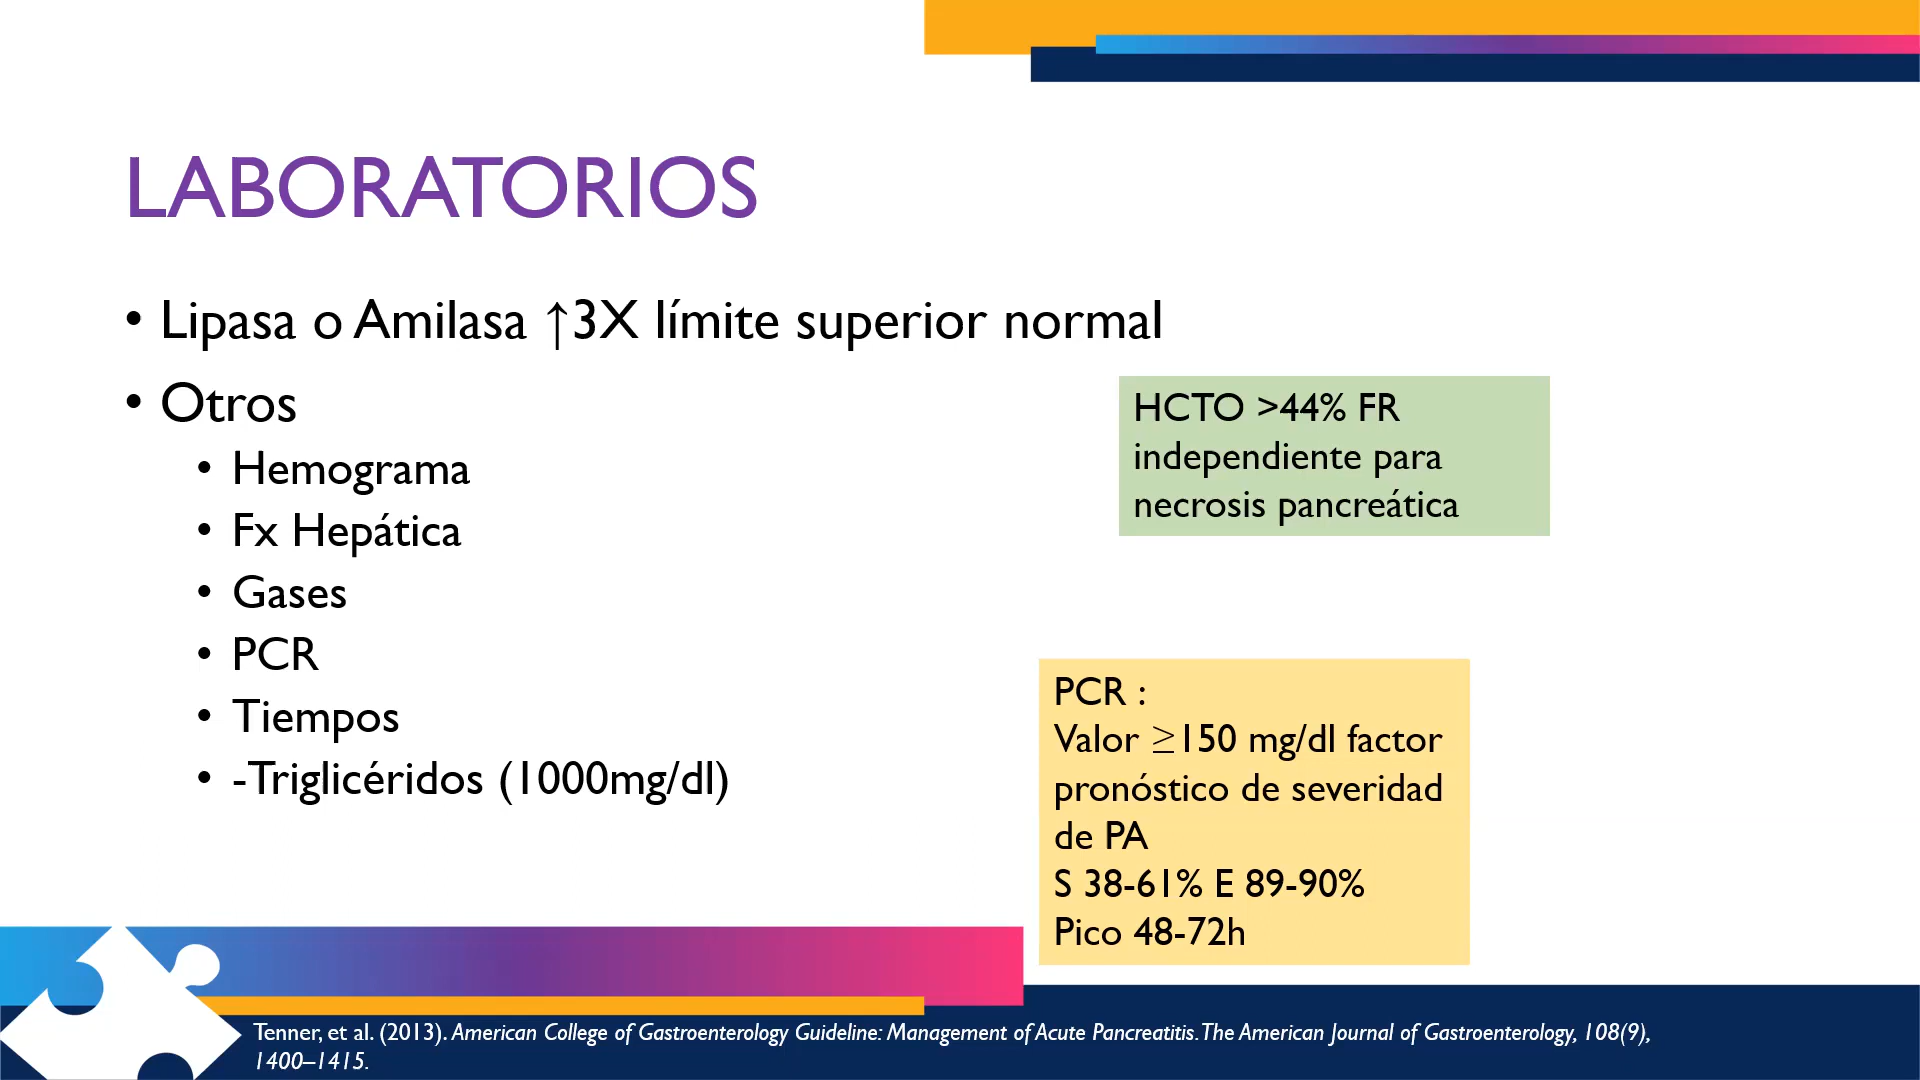 LABORATORIOS
• Lipasa o Amilasa ↑3X límite superior normal
• Otros
• Hemograma
• Fx Hepática
• Gases
• PCR
• Tiempos
• -Triglicéridos (1000mg/dl)
HCTO >44% FR
independiente para
necrosis pancreática
PCR :
Valor ≥150 mg/dl factor
pronóstico de severidad
de PA
S 38-61% E 89-90%
Pico 48-72h
Tenner, et al. (2013). American College of Gastroenterology Guideline: Management of Acute Pancreatitis. The American Journal of Gastroenterology, 108(9),
1400–1415.